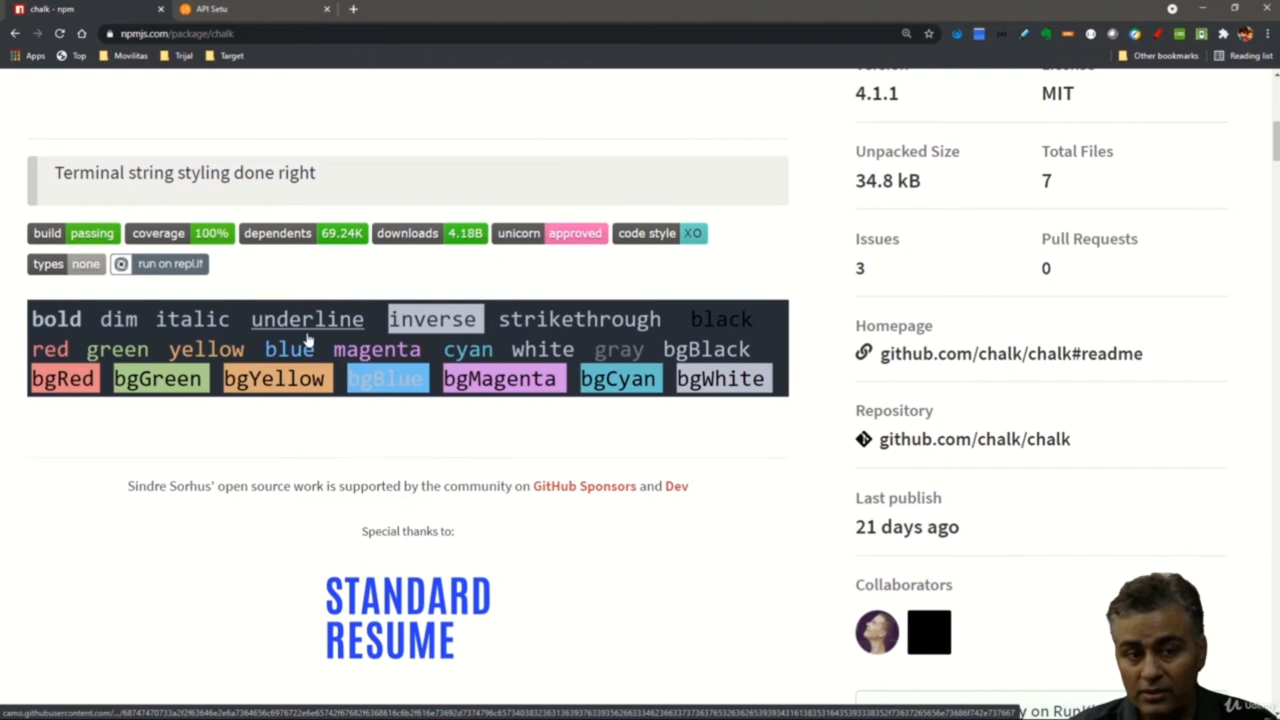 chalk - npm
API Setu
npmjs.com/package/chalk
Apps
Top
Movilitas
Trijal
Target
Other bookmarks
Reading list
License
4.1.1
MIT
Terminal string styling done right
Unpacked Size
Total Files
34.8 kB
7
build passing coverage 100% dependents 69.24K downloads 4.18B unicorn approved code style XO
types none run on repl.it
Issues
Pull Requests
3
0
bold dim italic underline inverse strikethrough black
red green yellow blue magenta cyan white gray bgBlack
bgRed bgGreen bgYellow bgBlue bgMagenta bgCyan bgWhite
Homepage
github.com/chalk/chalk#readme
Repository
github.com/chalk/chalk
Sindre Sorhus' open source work is supported by the community on GitHub Sponsors and Dev
Special thanks to:
Last publish
21 days ago
STANDARD
RESUME
Collaborators